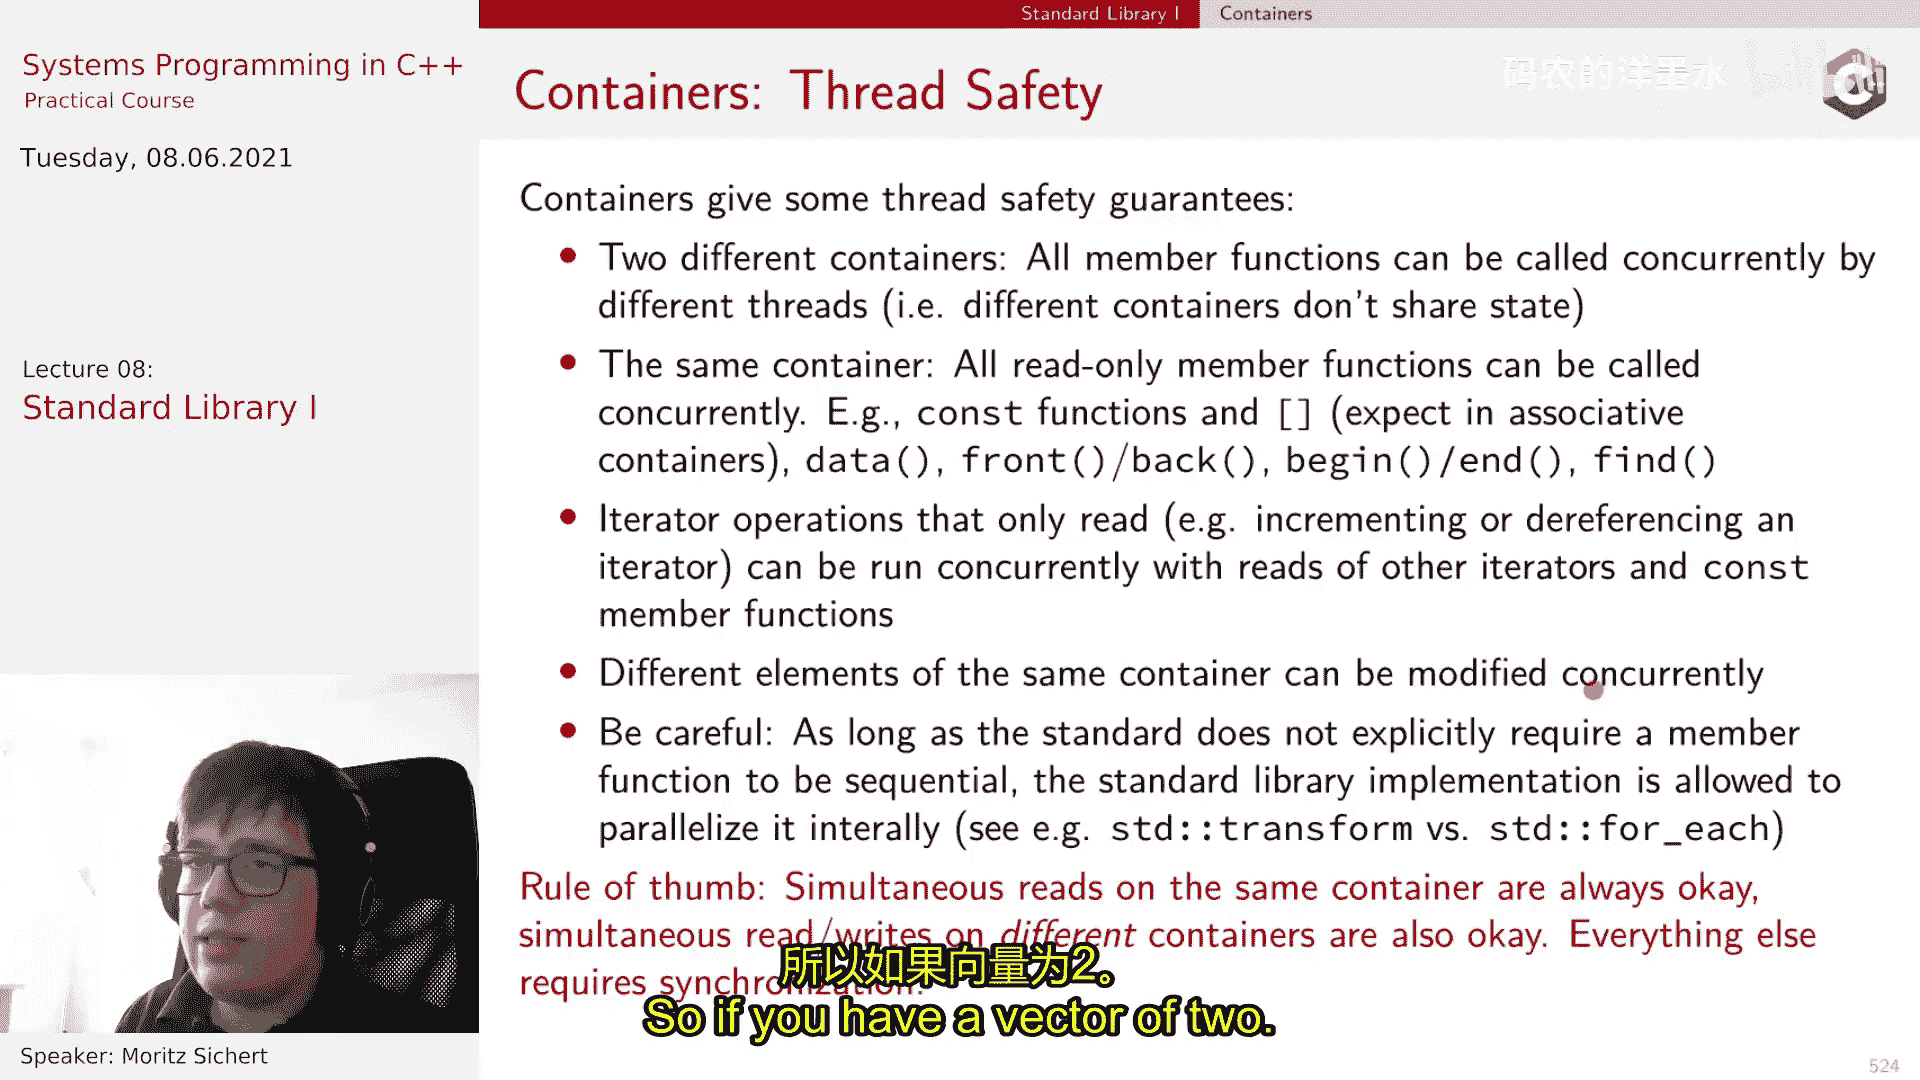 Standard Library I
Containers
Systems Programming in C++
Practical Course
Tuesday, 08.06.2021
Lecture 08:
Standard Library I
Containers: Thread Safety
码农的洋墨水
Containers give some thread safety guarantees:
• Two different containers: All member functions can be called concurrently by
different threads (i.e. different containers don't share state)
• The same container: All read-only member functions can be called
concurrently. E.g., const functions and [] (expect in associative
containers), data(), front()/back(), begin()/end(), find()
• Iterator operations that only read (e.g. incrementing or dereferencing an
iterator) can be run concurrently with reads of other iterators and const
member functions
• Different elements of the same container can be modified concurrently
• Be careful: As long as the standard does not explicitly require a member
function to be sequential, the standard library implementation is allowed to
parallelize it interally (see e.g. std::transform vs. std::for_each)
Rule of thumb: Simultaneous reads on the same container are always okay,
simultaneous read/writes on different containers are also okay. Everything else
requires synchronization.
所以如果向量为2。
So if you have a vector of two.
Speaker: Moritz Sichert
524